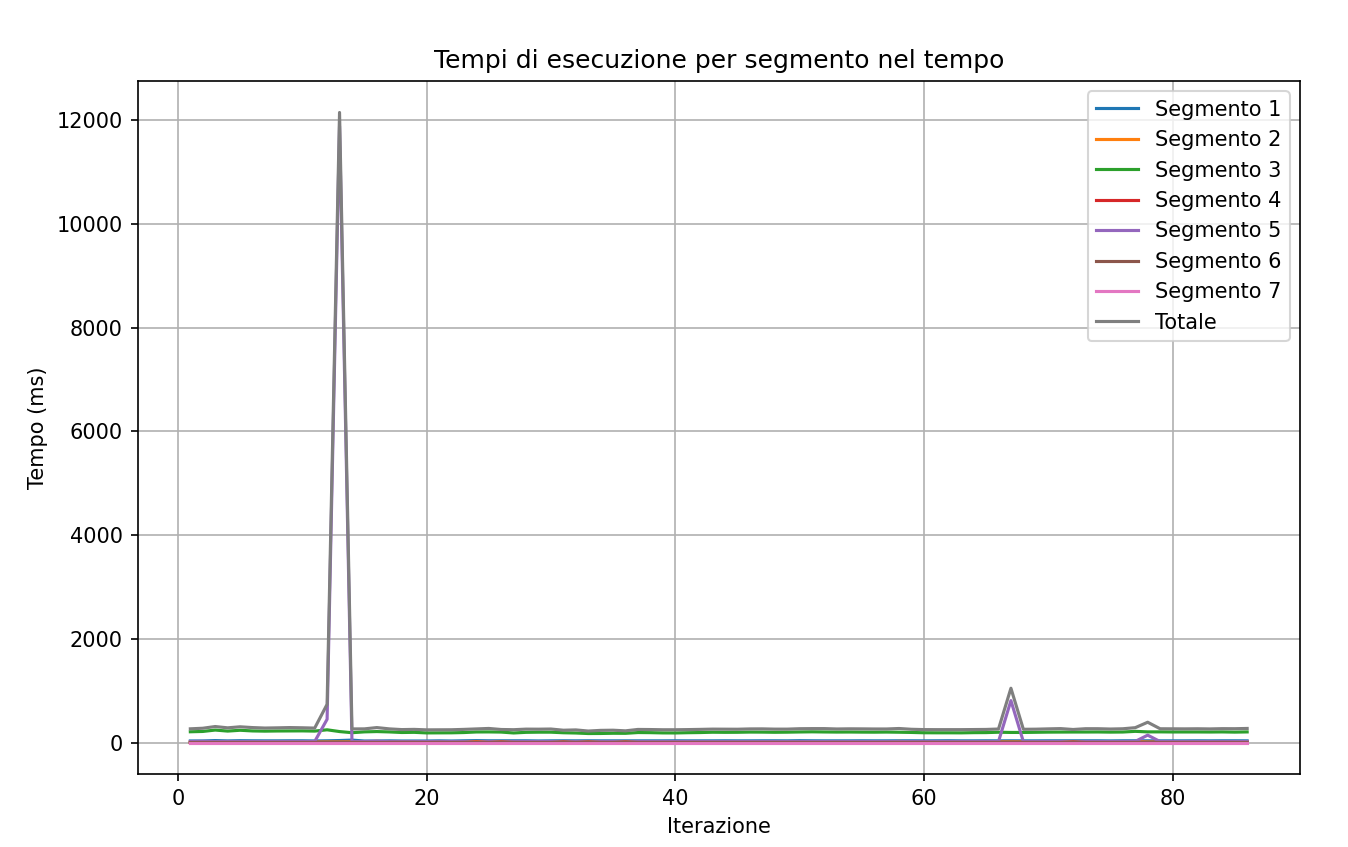 Tempi di esecuzione per segmento nel tempo
Segmento 1
Segmento 2
Segmento 3
Segmento 4
Segmento 5
Segmento 6
Segmento 7
Totale
Tempo (ms)
12000
10000
8000
6000
4000
2000
0
0 20 40 60 80
Iterazione